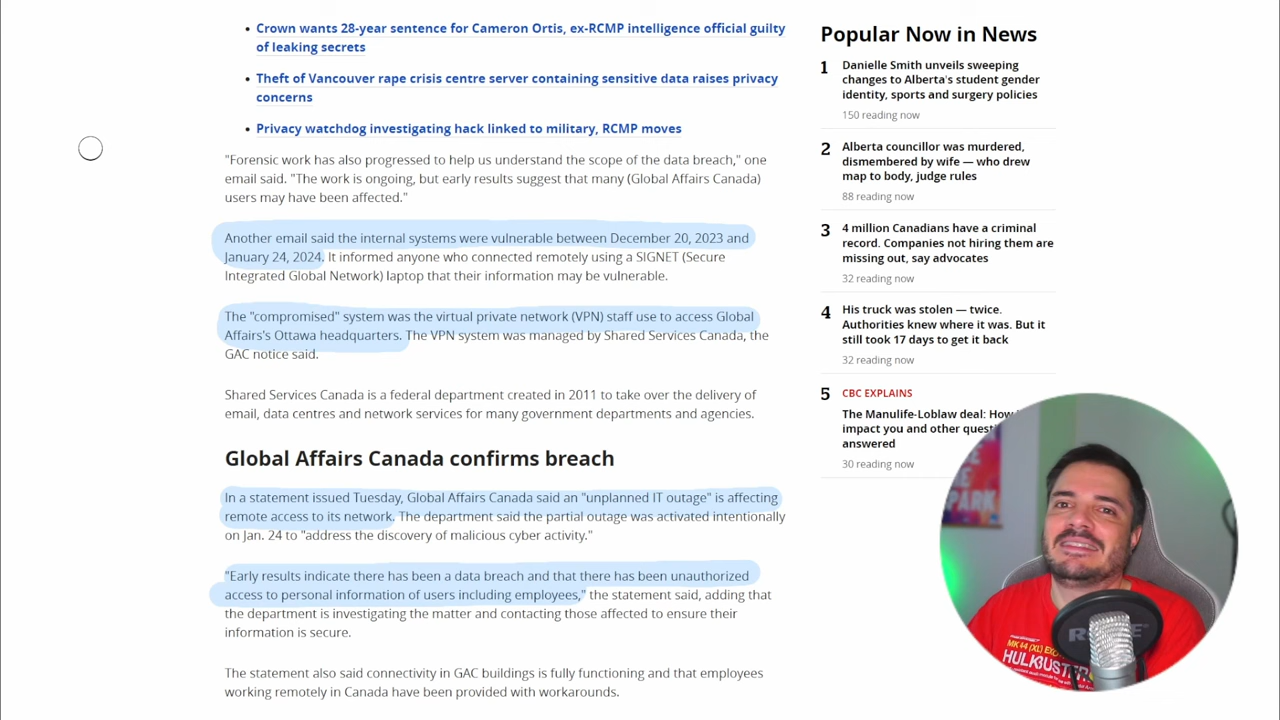 Crown wants 28-year sentence for Cameron Ortis, ex-RCMP intelligence official guilty
of leaking secrets
Theft of Vancouver rape crisis centre server containing sensitive data raises privacy
concerns
Privacy watchdog investigating hack linked to military, RCMP moves
"Forensic work has also progressed to help us understand the scope of the data breach," one
email said. "The work is ongoing, but early results suggest that many (Global Affairs Canada)
users may have been affected."
Another email said the internal systems were vulnerable between December 20, 2023 and
January 24, 2024. It informed anyone who connected remotely using a SIGNET (Secure
Integrated Global Network) laptop that their information may be vulnerable.
The "compromised" system was the virtual private network (VPN) staff use to access Global
Affairs's Ottawa headquarters. The VPN system was managed by Shared Services Canada, the
GAC notice said.
Shared Services Canada is a federal department created in 2011 to take over the delivery of
email, data centres and network services for many government departments and agencies.
Global Affairs Canada confirms breach
In a statement issued Tuesday, Global Affairs Canada said an "unplanned IT outage" is affecting
remote access to its network. The department said the partial outage was activated intentionally
on Jan. 24 to "address the discovery of malicious cyber activity."
"Early results indicate there has been a data breach and that there has been unauthorized
access to personal information of users including employees," the statement said, adding that
the department is investigating the matter and contacting those affected to ensure their
information is secure.
The statement also said connectivity in GAC buildings is fully functioning and that employees
working remotely in Canada have been provided with workarounds.
Popular Now in News
1 Danielle Smith unveils sweeping
changes to Alberta's student gender
identity, sports and surgery policies
150 reading now
2 Alberta councillor was murdered,
dismembered by wife — who drew
map to body, judge rules
88 reading now
3 4 million Canadians have a criminal
record. Companies not hiring them are
missing out, say advocates
32 reading now
4 His truck was stolen — twice.
Authorities knew where it was. But it
still took 17 days to get it back
32 reading now
5 CBC EXPLAINS
The Manulife-Loblaw deal: How
impact you and other
answered
30 reading now